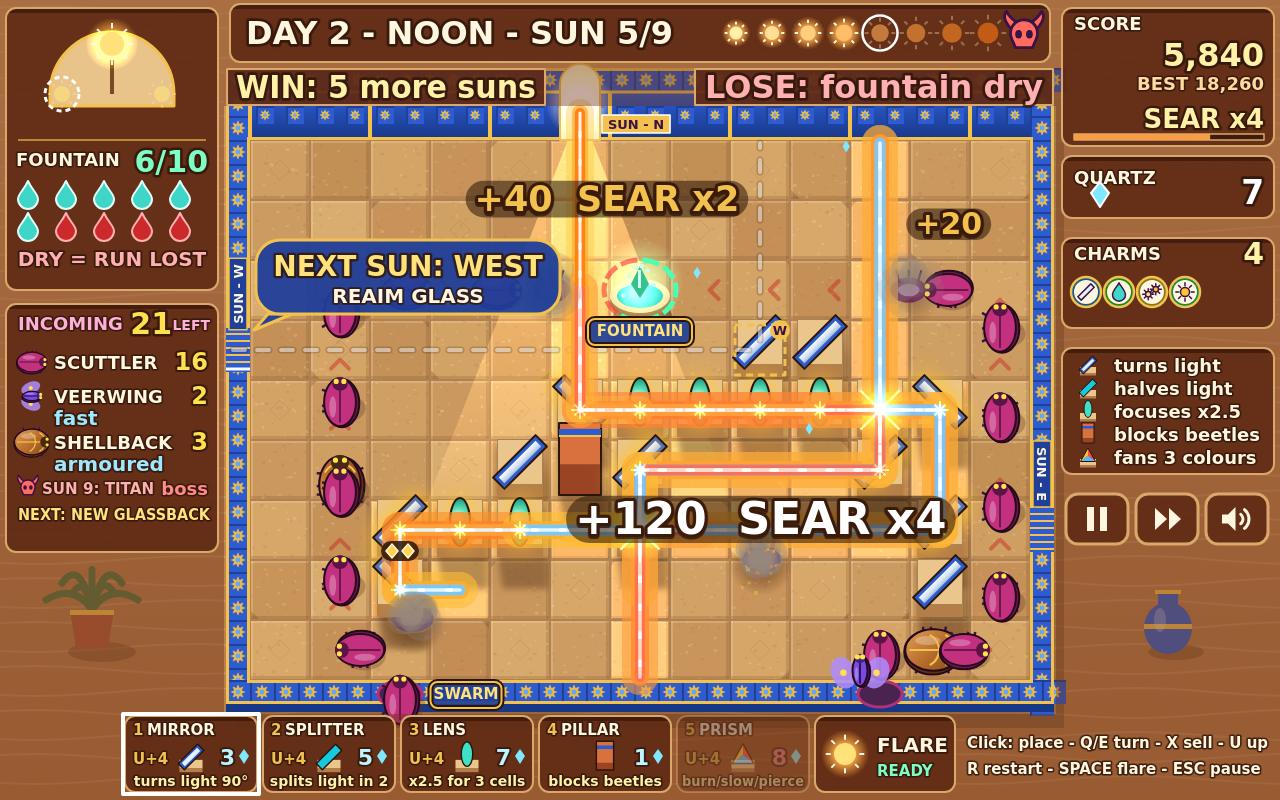 DAY 2 - NOON - SUN 5/9
WIN: 5 more suns
LOSE: fountain dry
SUN - N
FOUNTAIN 6/10
DRY = RUN LOST
INCOMING 21 LEFT
SCUTTLER 16
VEERWING 2
fast
SHELLBACK 3
armoured
SUN 9: TITAN boss
NEXT: NEW GLASSBACK
SUN - W
+40 SEAR x2
+20
NEXT SUN: WEST
REAIM GLASS
FOUNTAIN
W
+120 SEAR x4
SUN - E
SWARM
SCORE
5,840
BEST 18,260
SEAR x4
QUARTZ
7
CHARMS 4
turns light
halves light
focuses x2.5
blocks beetles
fans 3 colours
1 MIRROR
U+4 3
turns light 90°
2 SPLITTER
U+4 5
splits light in 2
3 LENS
U+4 7
x2.5 for 3 cells
4 PILLAR
1
blocks beetles
5 PRISM
U+4 8
burn/slow/pierce
FLARE
READY
Click: place - Q/E turn - X sell - U up
R restart - SPACE flare - ESC pause